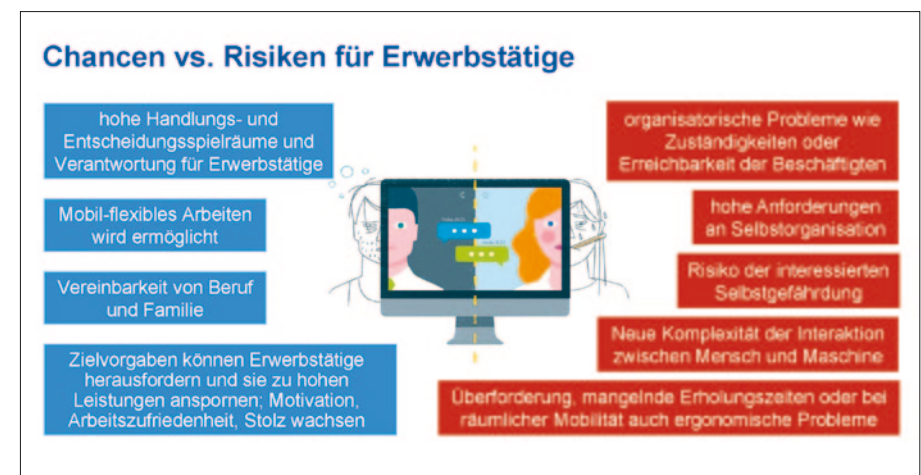 Chancen vs. Risiken für Erwerbstätige
hohe Handlungs- und
Entscheidungsspielräume und
Verantwortung für Erwerbstätige
Mobil-flexibles Arbeiten
wird ermöglicht
Vereinbarkeit von Beruf
und Familie
Zielvorgaben können Erwerbstätige
herausfordern und sie zu hohen
Leistungen anspornen; Motivation,
Arbeitszufriedenheit, Stolz wachsen
organisatorische Probleme wie
Zuständigkeiten oder
Erreichbarkeit der Beschäftigten
hohe Anforderungen
an Selbstorganisation
Risiko der interessierten
Selbstgefährdung
Neue Komplexität der Interaktion
zwischen Mensch und Maschine
Überforderung, mangelnde Erholungszeiten oder bei
räumlicher Mobilität auch ergonomische Probleme